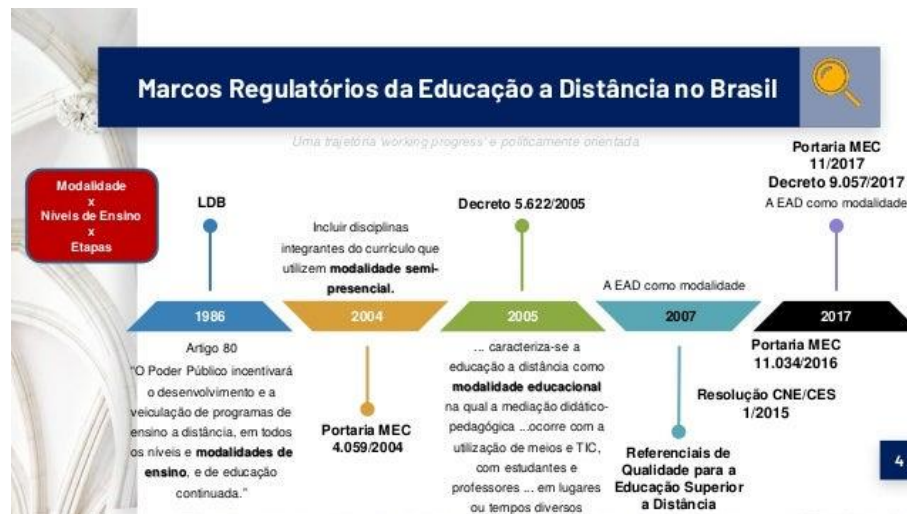 Marcos Regulatórios da Educação a Distância no Brasil
Uma trajetória 'working progress' e politicamente orientada
Modalidade
x
Níveis de Ensino
x
Etapas
LDB
1986
Artigo 80
"O Poder Público incentivará
o desenvolvimento e a
veiculação de programas de
ensino a distância, em todos
os níveis e modalidades de
ensino, e de educação
continuada."
Incluir disciplinas
integrantes do currículo que
utilizem modalidade semi-
presencial.
2004
Portaria MEC
4.059/2004
Decreto 5.622/2005
2005
... caracteriza-se a
educação a distância como
modalidade educacional
na qual a mediação didático-
pedagógica ...ocorre com a
utilização de meios e TIC,
com estudantes e
professores ... em lugares
ou tempos diversos
A EAD como modalidade
2007
Referenciais de
Qualidade para a
Educação Superior
a Distância
Portaria MEC
11/2017
Decreto 9.057/2017
A EAD como modalidade
2017
Portaria MEC
11.034/2016
Resolução CNE/CES
1/2015
4